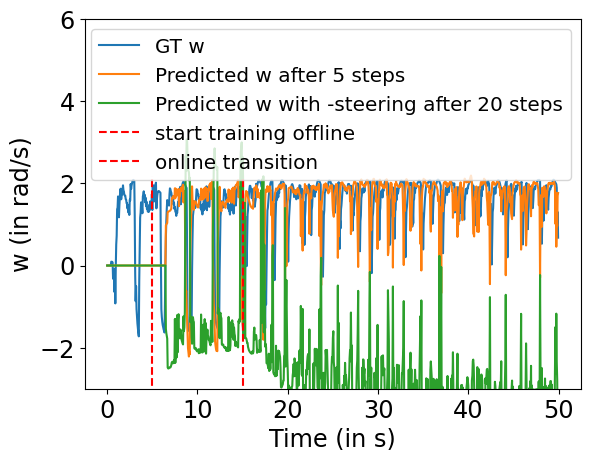 GT w
Predicted w after 5 steps
Predicted w with -steering after 20 steps
start training offline
online transition
w (in rad/s)
6
4
2
0
−2
0 10 20 30 40 50
Time (in s)